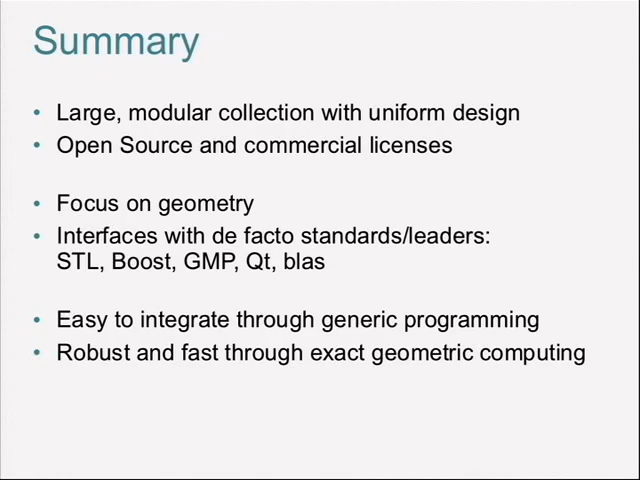 Summary
• Large, modular collection with uniform design
• Open Source and commercial licenses
• Focus on geometry
• Interfaces with de facto standards/leaders:
STL, Boost, GMP, Qt, blas
• Easy to integrate through generic programming
• Robust and fast through exact geometric computing